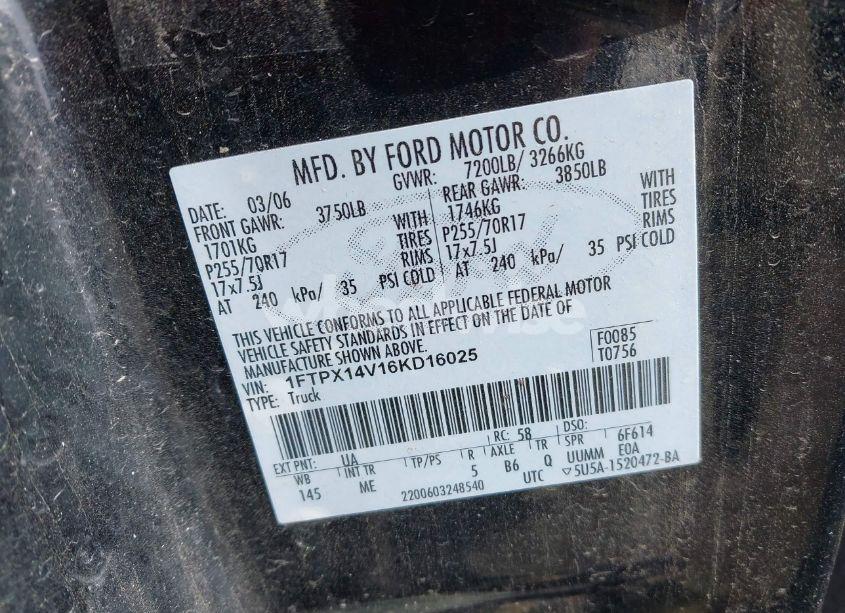 MFD. BY FORD MOTOR CO.
DATE: 03/06 GVWR: 7200LB/ 3266KG
FRONT GAWR: 3750LB REAR GAWR: 3850LB
1701KG WITH 1746KG WITH
P255/70R17 TIRES P255/70R17 TIRES
17x7.5J RIMS 17x7.5J RIMS
AT 240 kPa/ 35 PSI COLD AT 240 kPa/ 35 PSI COLD
THIS VEHICLE CONFORMS TO ALL APPLICABLE FEDERAL MOTOR
VEHICLE SAFETY STANDARDS IN EFFECT ON THE DATE OF
MANUFACTURE SHOWN ABOVE.
VIN: 1FTPX14V16KD16025 F0085
TYPE: Truck T0756
EXT PNT: UA RC: 58 DSO:
WB INT TR TP/PS R AXLE TR SPR 6F614
145 ME 5 B6 Q UUMM E0A
2200603248540 UTC ▽5U5A-1520472-BA